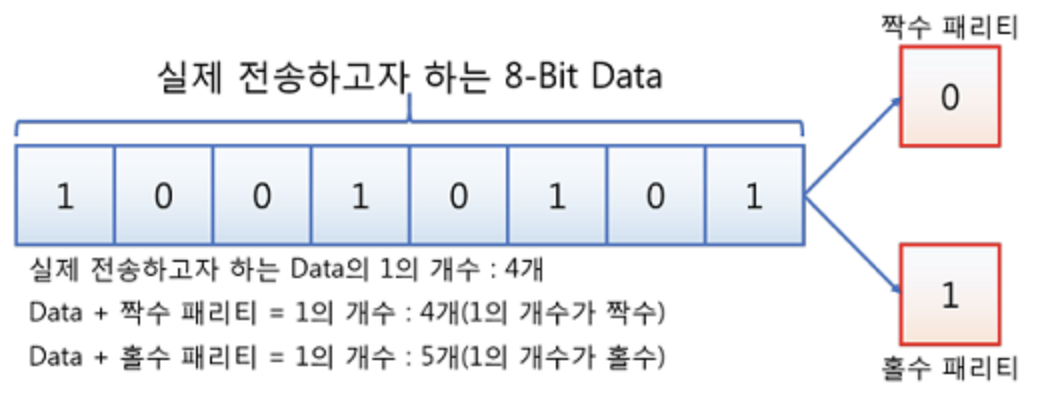 짝수 패리티
0
실제 전송하고자 하는 8-Bit Data
1 0 0 1 0 1 0 1
실제 전송하고자 하는 Data의 1의 개수 : 4개
Data + 짝수 패리티 = 1의 개수 : 4개(1의 개수가 짝수)
Data + 홀수 패리티 = 1의 개수 : 5개(1의 개수가 홀수)
1
홀수 패리티